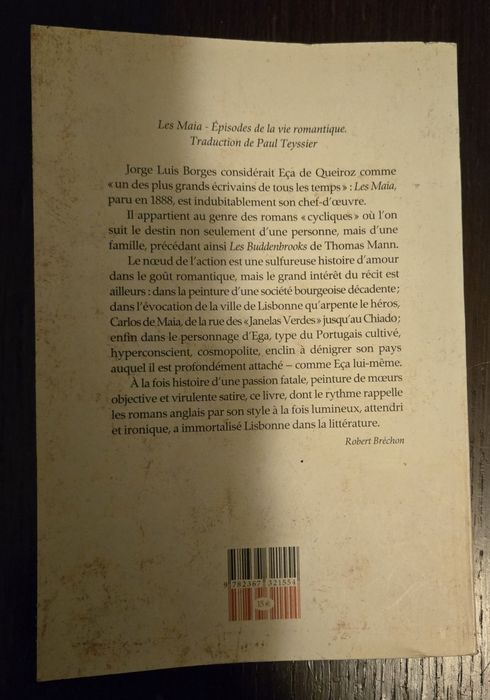 Les Maia - Épisodes de la vie romantique.
Traduction de Paul Teyssier
Jorge Luis Borges considérait Eça de Queiroz comme
« un des plus grands écrivains de tous les temps » : Les Maia,
paru en 1888, est indubitablement son chef-d'œuvre.
Il appartient au genre des romans « cycliques » où l'on
suit le destin non seulement d'une personne, mais d'une
famille, précédant ainsi Les Buddenbrooks de Thomas Mann.
Le nœud de l'action est une sulfureuse histoire d'amour
dans le goût romantique, mais le grand intérêt du récit est
ailleurs : dans la peinture d'une société bourgeoise décadente ;
dans l'évocation de la ville de Lisbonne qu'arpente le héros,
Carlos de Maia, de la rue des «Janelas Verdes» jusqu'au Chiado ;
enfin dans le personnage d'Ega, type du Portugais cultivé,
hyperconscient, cosmopolite, enclin à dénigrer son pays
auquel il est profondément attaché – comme Eça lui-même.
À la fois histoire d'une passion fatale, peinture de mœurs
objective et virulente satire, ce livre, dont le rythme rappelle
les romans anglais par son style à la fois lumineux, attendri
et ironique, a immortalisé Lisbonne dans la littérature.
Robert Bréchon
9 782367 321554
15 €